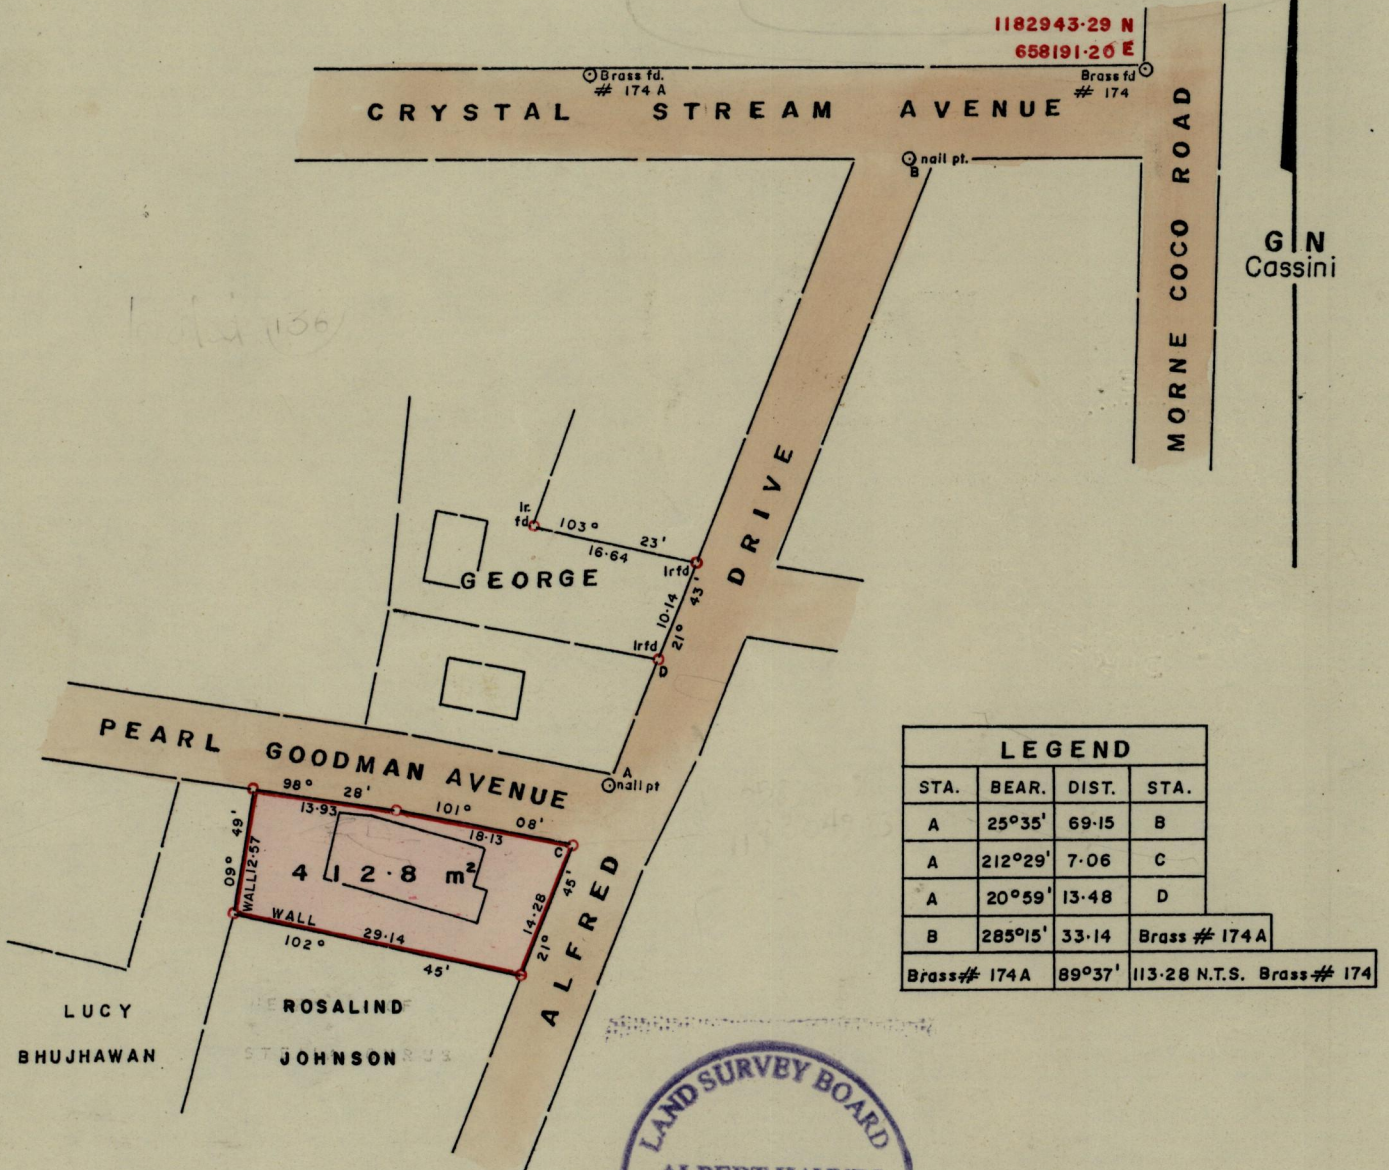 1182943·29 N
658191·20 E
Brass fd.
# 174 A
Brass fd
# 174
CRYSTAL STREAM AVENUE
MORNE COCO ROAD
nail pt.
B
G N
Cassini
Ir.
fd
103° 23'
16·64
Irfd
GEORGE
10·14
21° 43'
Irfd
D
DRIVE
PEARL GOODMAN AVENUE
A
nail pt
98° 28'
13·93
101° 08'
18·13
C
09° 49'
WALL 12·57
412·8 m²
14·28
21° 45'
WALL
29·14
102° 45'
ALFRED
LUCY
BHUJHAWAN
ROSALIND
JOHNSON
LEGEND
STA. BEAR. DIST. STA.
A 25°35' 69·15 B
A 212°29' 7·06 C
A 20°59' 13·48 D
B 285°15' 33·14 Brass # 174A
Brass# 174A 89°37' 113·28 N.T.S. Brass# 174
LAND SURVEY BOARD